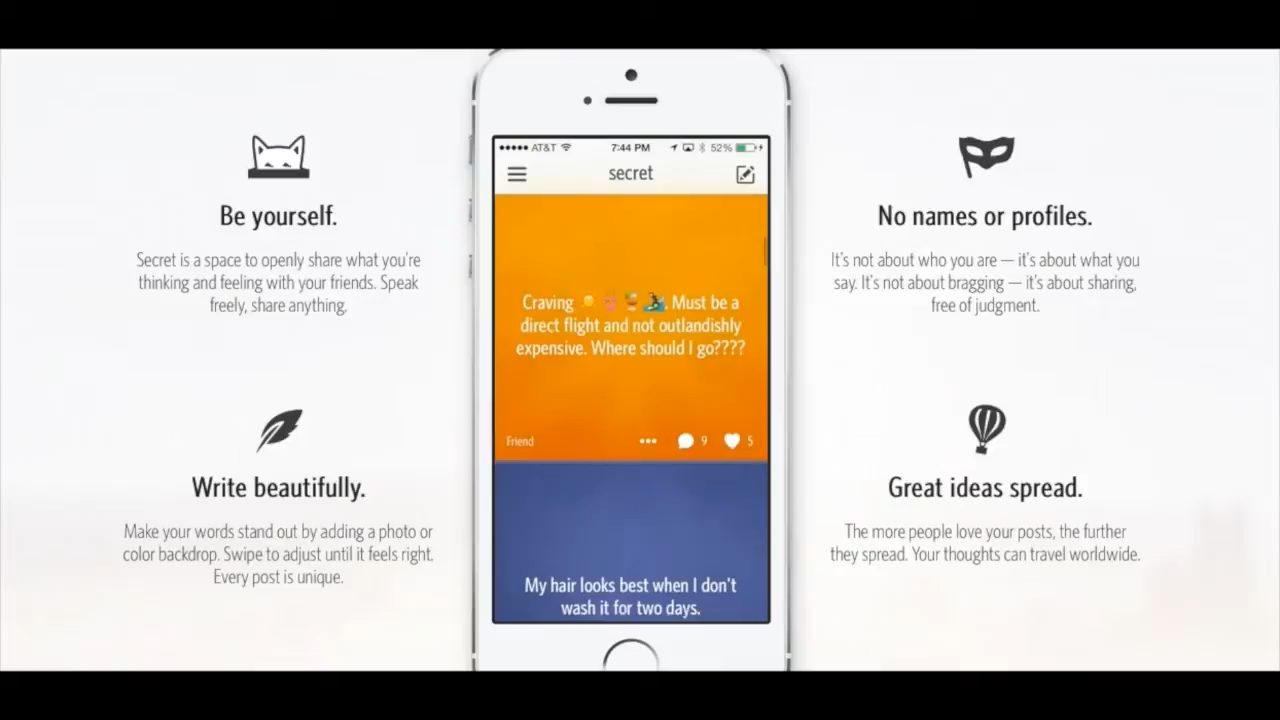 Be yourself.
Secret is a space to openly share what you're
thinking and feeling with your friends. Speak
freely, share anything.
Write beautifully.
Make your words stand out by adding a photo or
color backdrop. Swipe to adjust until it feels right.
Every post is unique.
AT&T 7:44 PM 52%
secret
Craving ☀️ 👙 🍹 🏄. Must be a
direct flight and not outlandishly
expensive. Where should I go????
Friend ••• 9 5
My hair looks best when I don't
wash it for two days.
No names or profiles.
It's not about who you are — it's about what you
say. It's not about bragging — it's about sharing,
free of judgment.
Great ideas spread.
The more people love your posts, the further
they spread. Your thoughts can travel worldwide.